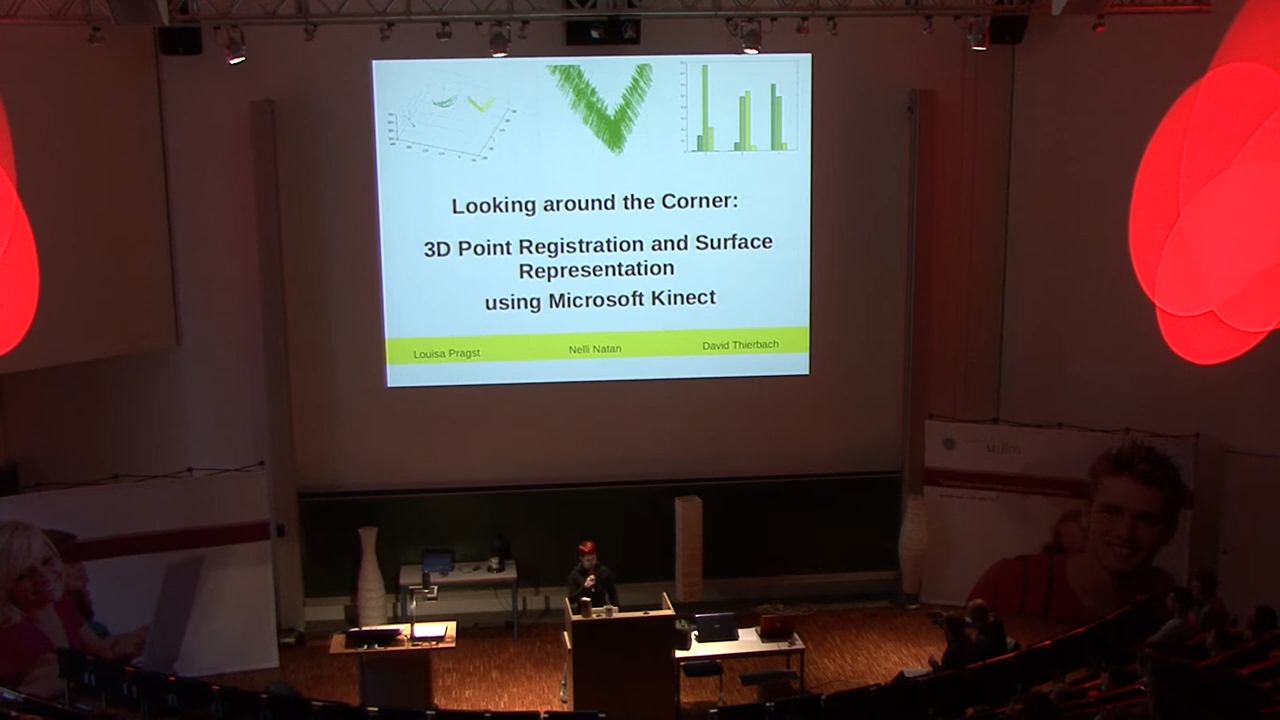 Looking around the Corner:
3D Point Registration and Surface
Representation
using Microsoft Kinect
Louisa Pragst Nelli Natan David Thierbach